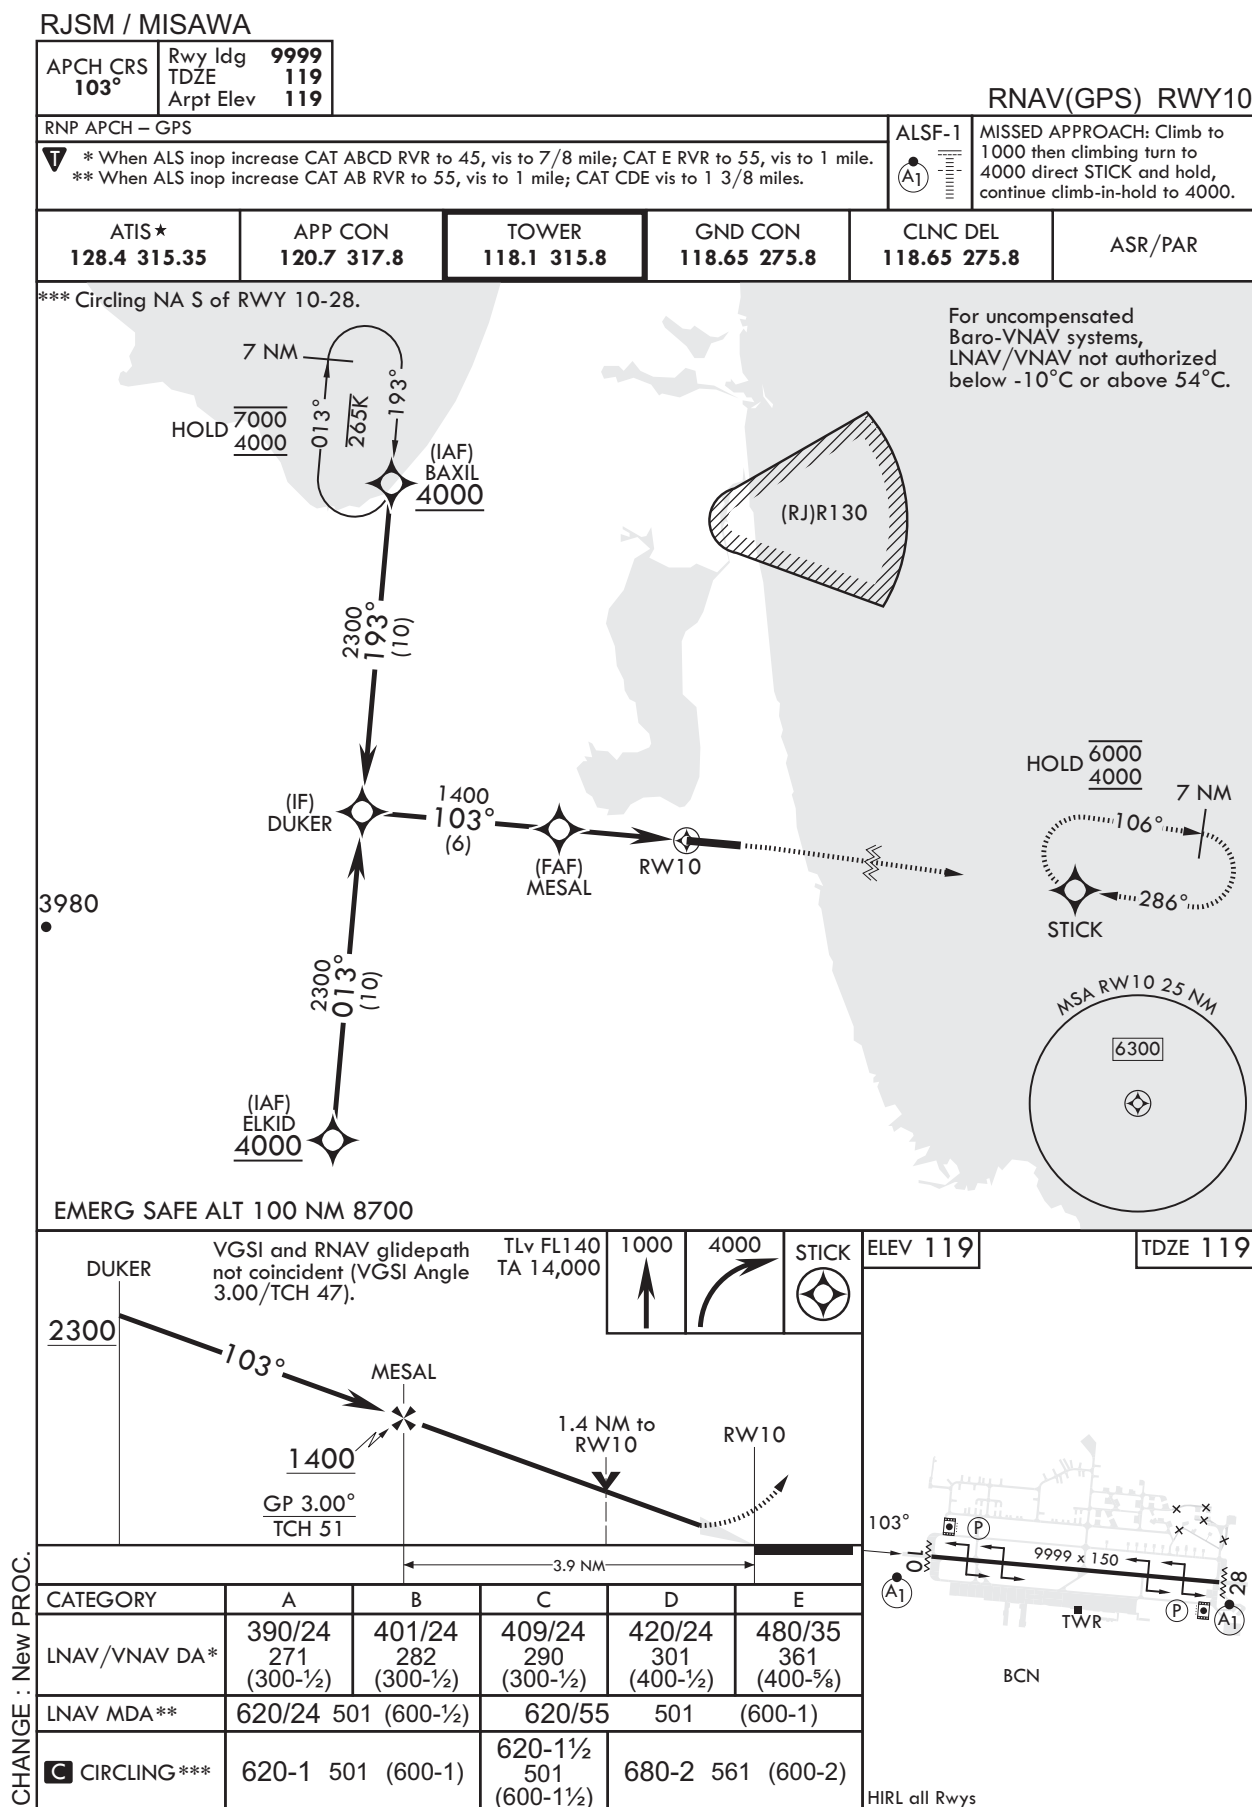 RJSM / MISAWA
APCH CRS
103°
Rwy ldg 9999
TDZE 119
Arpt Elev 119
RNAV(GPS) RWY10
RNP APCH – GPS
T * When ALS inop increase CAT ABCD RVR to 45, vis to 7/8 mile; CAT E RVR to 55, vis to 1 mile.
** When ALS inop increase CAT AB RVR to 55, vis to 1 mile; CAT CDE vis to 1 3/8 miles.
ALSF-1
A1
MISSED APPROACH: Climb to
1000 then climbing turn to
4000 direct STICK and hold,
continue climb-in-hold to 4000.
ATIS★
128.4 315.35
APP CON
120.7 317.8
TOWER
118.1 315.8
GND CON
118.65 275.8
CLNC DEL
118.65 275.8
ASR/PAR
*** Circling NA S of RWY 10-28.
For uncompensated
Baro-VNAV systems,
LNAV/VNAV not authorized
below -10°C or above 54°C.
7 NM
HOLD 7000
4000
013°
265K
193°
(IAF)
BAXIL
4000
(RJ)R130
2300
193°
(10)
HOLD 6000
4000
7 NM
106°
286°
STICK
(IF)
DUKER
1400
103°
(6)
(FAF)
MESAL
RW10
3980
2300
013°
(10)
MSA RW10 25 NM
6300
(IAF)
ELKID
4000
EMERG SAFE ALT 100 NM 8700
DUKER
2300
103°
VGSI and RNAV glidepath
not coincident (VGSI Angle
3.00/TCH 47).
TLv FL140
TA 14,000
1000
4000
STICK
ELEV 119
TDZE 119
MESAL
1400
GP 3.00°
TCH 51
1.4 NM to
RW10
RW10
3.9 NM
103°
P
10
9999 x 150
28
A1
TWR
P
A1
BCN
HIRL all Rwys
CATEGORY A B C D E
LNAV/VNAV DA* 390/24 401/24 409/24 420/24 480/35
271 282 290 301 361
(300-½) (300-½) (300-½) (400-½) (400-⅝)
LNAV MDA** 620/24 501 (600-½) 620/55 501 (600-1)
C CIRCLING*** 620-1 501 (600-1) 620-1½ 501 (600-1½) 680-2 561 (600-2)
CHANGE : New PROC.